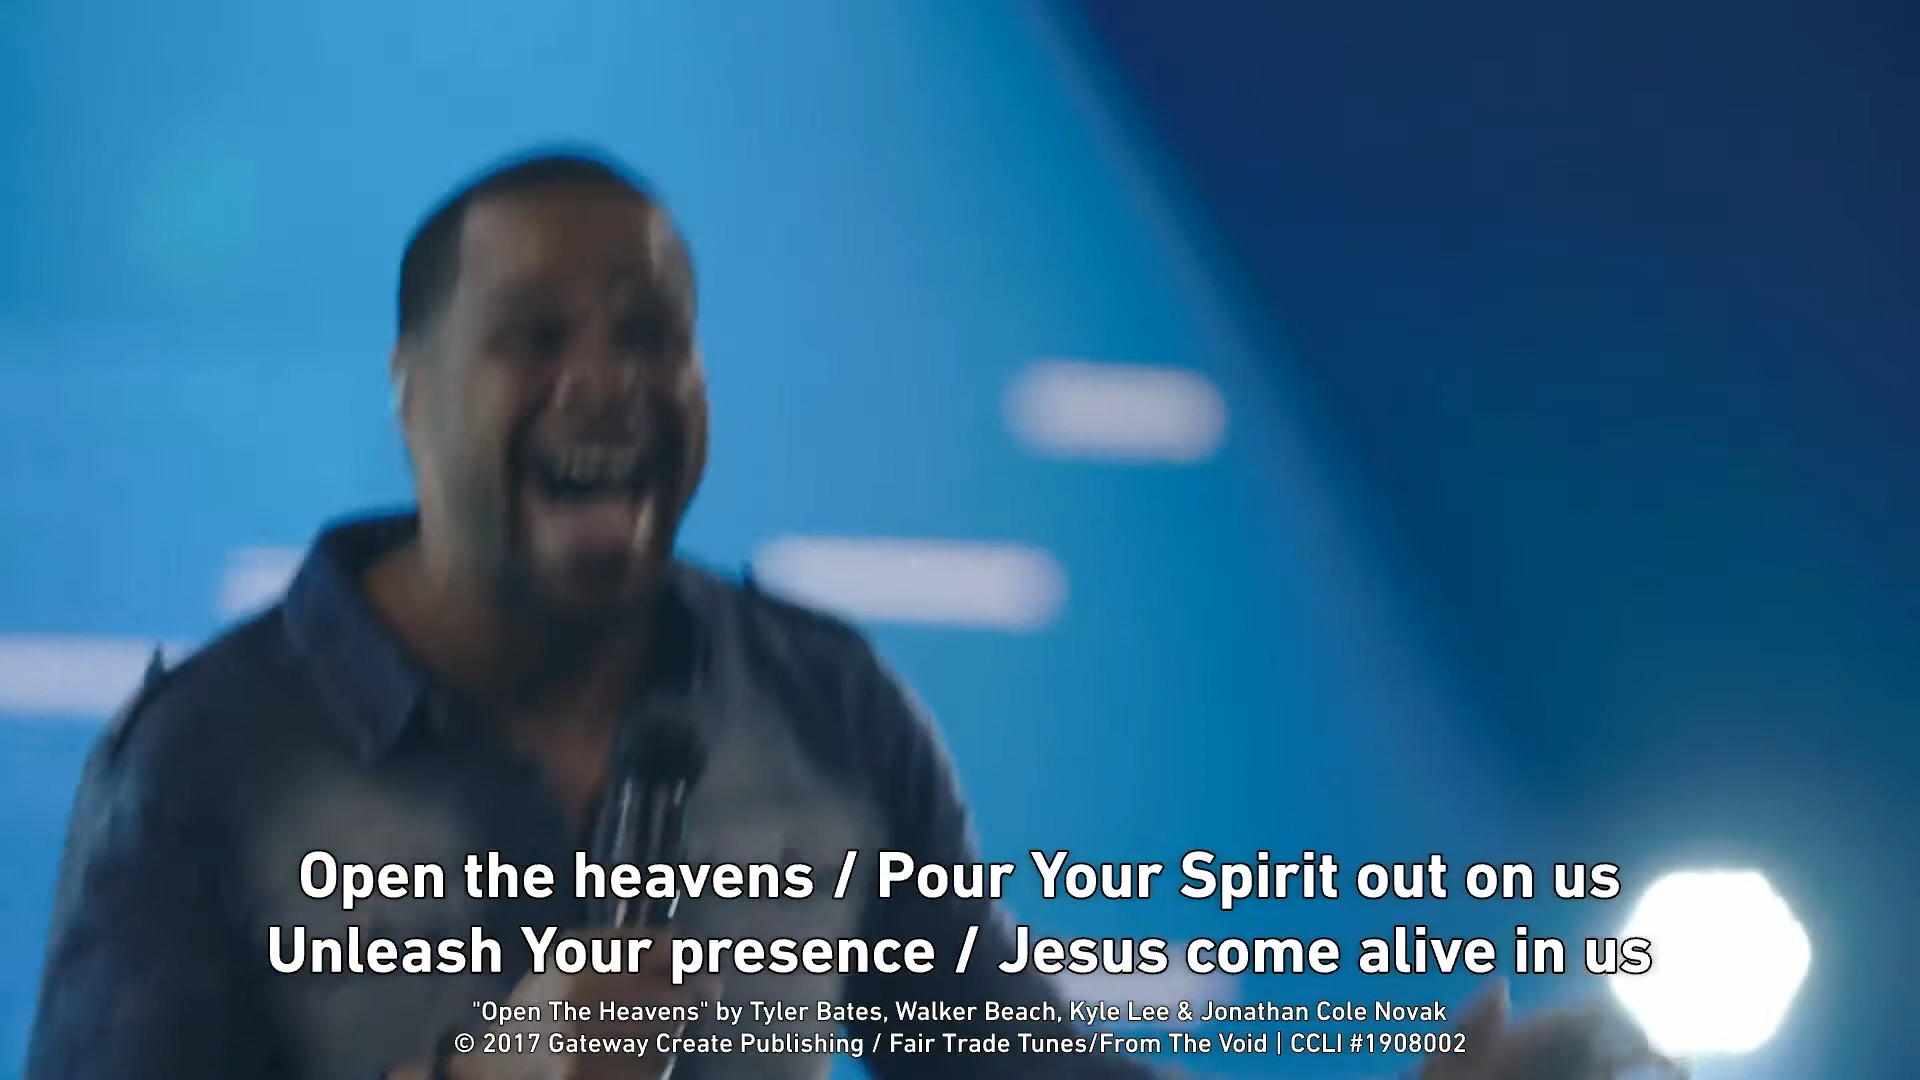 Open the heavens / Pour Your Spirit out on us
Unleash Your presence / Jesus come alive in us
"Open The Heavens" by Tyler Bates, Walker Beach, Kyle Lee & Jonathan Cole Novak
© 2017 Gateway Create Publishing / Fair Trade Tunes/From The Void | CCLI #1908002